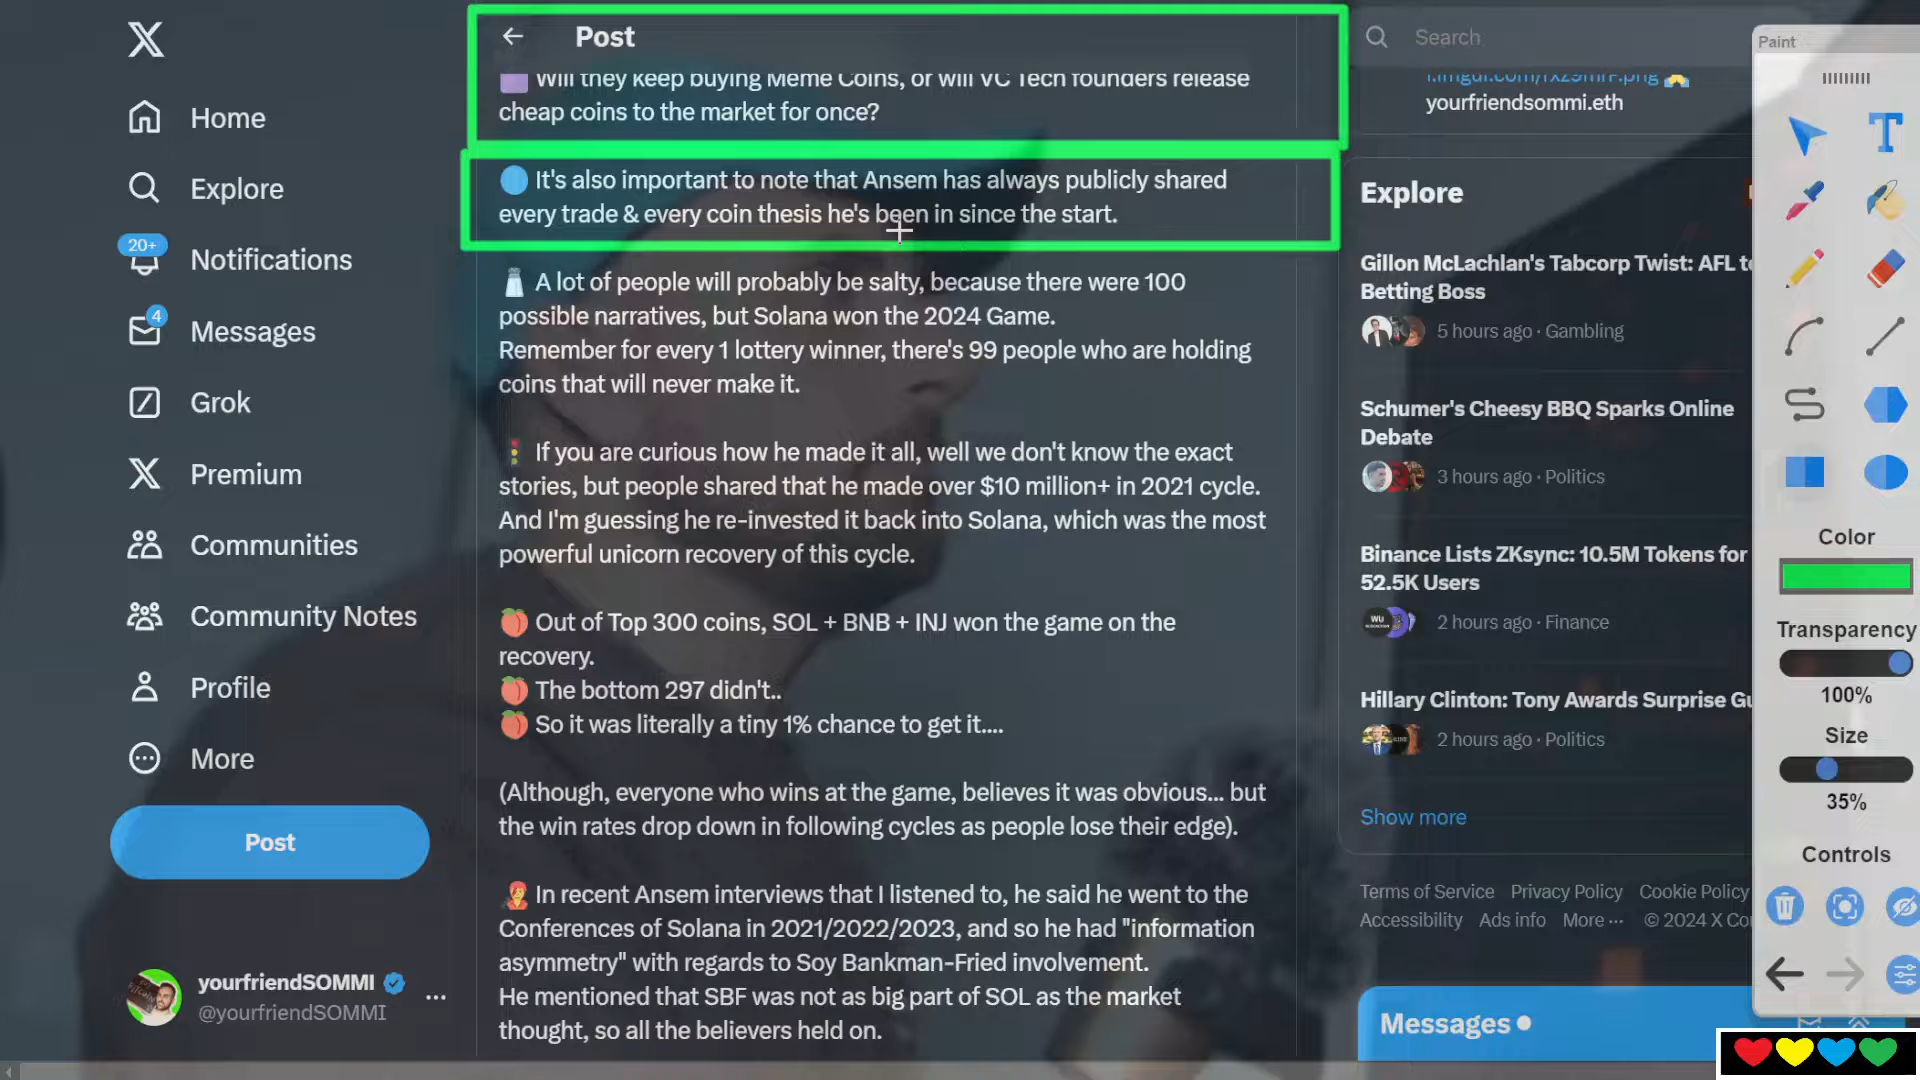 Home
Explore
20+
Notifications
4
Messages
Grok
Premium
Communities
Community Notes
Profile
More
Post
yourfriendSOMMI
@yourfriendSOMMI
Post
Will they keep buying Meme Coins, or will VC Tech founders release
cheap coins to the market for once?
It's also important to note that Ansem has always publicly shared
every trade & every coin thesis he's been in since the start.
A lot of people will probably be salty, because there were 100
possible narratives, but Solana won the 2024 Game.
Remember for every 1 lottery winner, there's 99 people who are holding
coins that will never make it.
If you are curious how he made it all, well we don't know the exact
stories, but people shared that he made over $10 million+ in 2021 cycle.
And I'm guessing he re-invested it back into Solana, which was the most
powerful unicorn recovery of this cycle.
Out of Top 300 coins, SOL + BNB + INJ won the game on the
recovery.
The bottom 297 didn't..
So it was literally a tiny 1% chance to get it....
(Although, everyone who wins at the game, believes it was obvious... but
the win rates drop down in following cycles as people lose their edge).
In recent Ansem interviews that I listened to, he said he went to the
Conferences of Solana in 2021/2022/2023, and so he had "information
asymmetry" with regards to Soy Bankman-Fried involvement.
He mentioned that SBF was not as big part of SOL as the market
thought, so all the believers held on.
Search
yourfriendsommi.eth
Explore
Gillon McLachlan's Tabcorp Twist: AFL to
Betting Boss
5 hours ago · Gambling
Schumer's Cheesy BBQ Sparks Online
Debate
3 hours ago · Politics
Binance Lists ZKsync: 10.5M Tokens for
52.5K Users
WU
2 hours ago · Finance
Hillary Clinton: Tony Awards Surprise Gu
2 hours ago · Politics
Show more
Terms of Service Privacy Policy Cookie Policy
Accessibility Ads info More ··· © 2024 X Co
Messages
Paint
T
Color
Transparency
100%
Size
35%
Controls